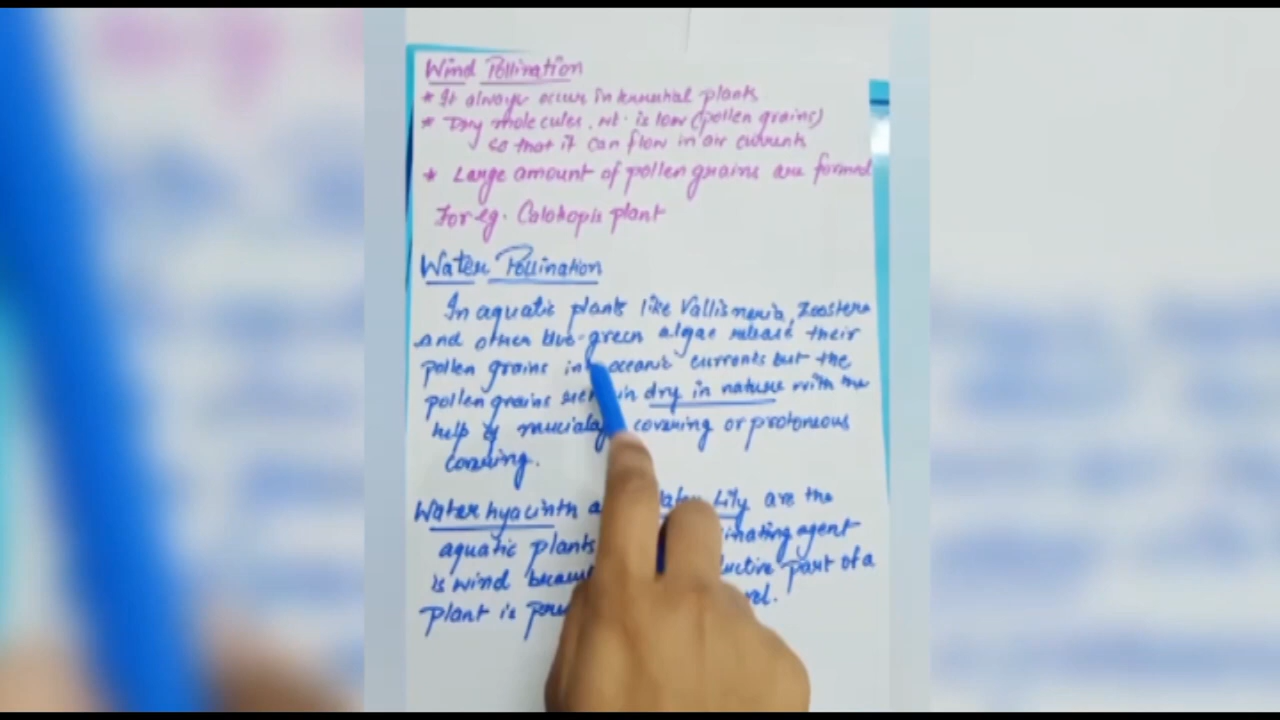 Wind Pollination
* It always occur in terrestrial plants
* Dry molecules, wt. is low (pollen grains)
so that it can flow in air currents
* Large amount of pollen grains are formed
For eg. Calotropis plant
Water Pollination
In aquatic plants like Vallisneria, Zoostera
and other blue-green algae release their
pollen grains in oceanic currents but the
pollen grains dry in nature with the
help of covering or protoneous
covering.
Water hyacinth Lily are the
aquatic plants agent
is wind part of a
plant is